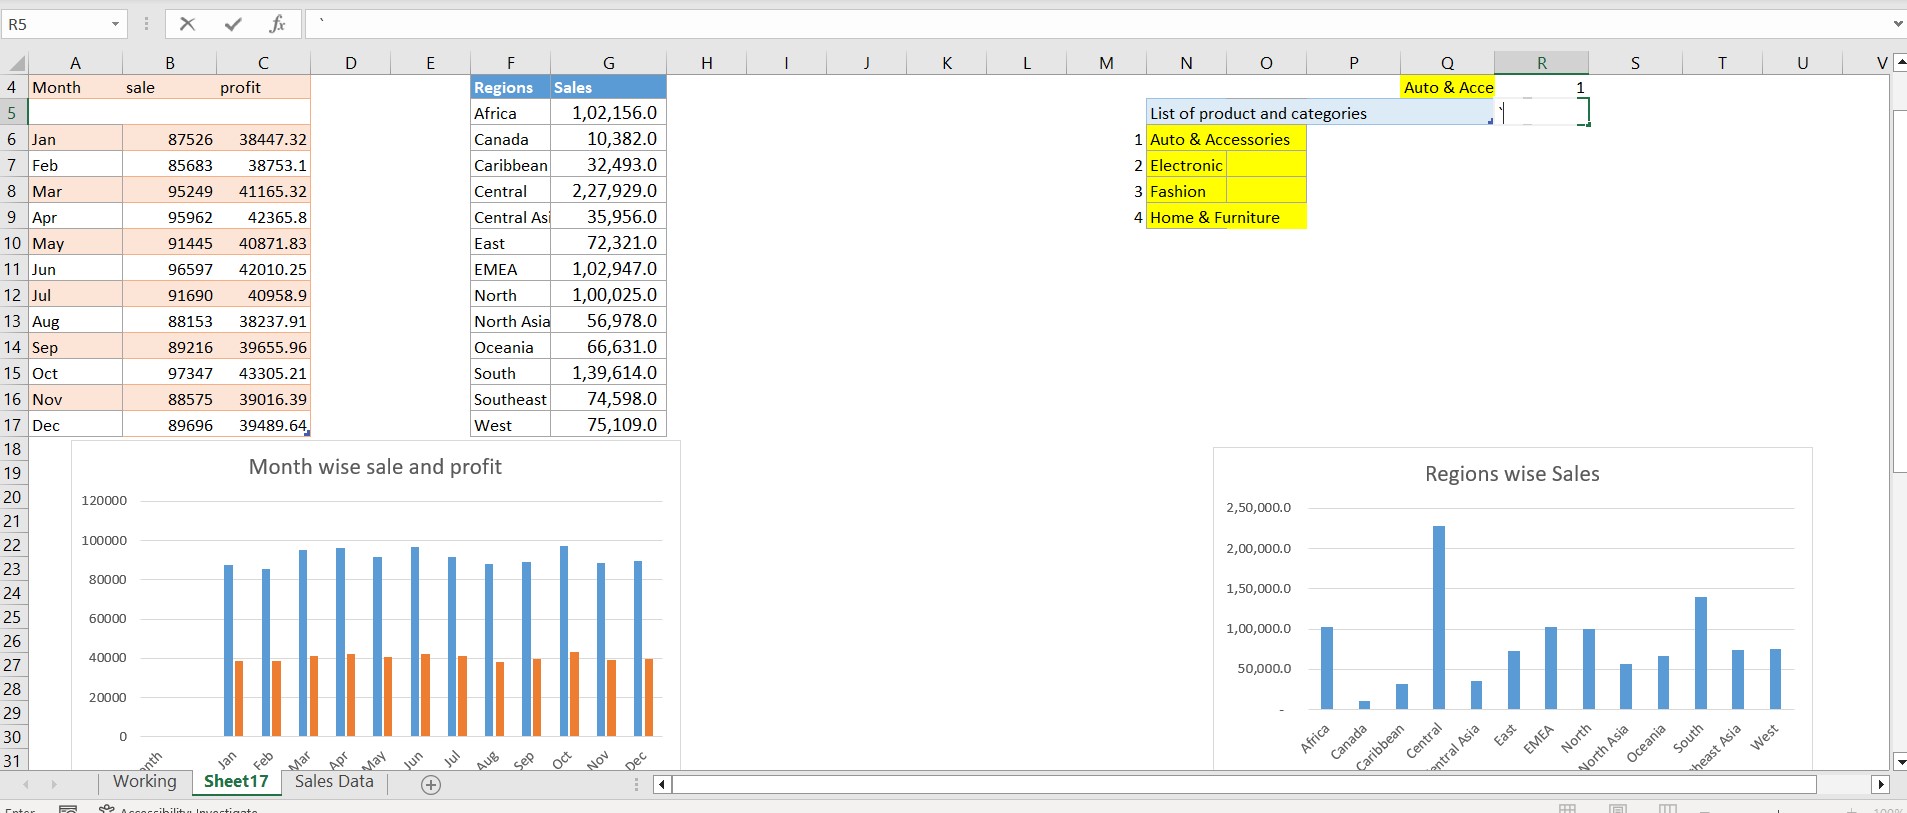 R5 fx `
A B C D E F G H I J K L M N O P Q R S T U V
4 Month sale profit Regions Sales Auto & Acce 1
5 Africa 1,02,156.0 List of product and categories `
6 Jan 87526 38447.32 Canada 10,382.0 1 Auto & Accessories
7 Feb 85683 38753.1 Caribbean 32,493.0 2 Electronic
8 Mar 95249 41165.32 Central 2,27,929.0 3 Fashion
9 Apr 95962 42365.8 Central Asi 35,956.0 4 Home & Furniture
10 May 91445 40871.83 East 72,321.0
11 Jun 96597 42010.25 EMEA 1,02,947.0
12 Jul 91690 40958.9 North 1,00,025.0
13 Aug 88153 38237.91 North Asia 56,978.0
14 Sep 89216 39655.96 Oceania 66,631.0
15 Oct 97347 43305.21 South 1,39,614.0
16 Nov 88575 39016.39 Southeast 74,598.0
17 Dec 89696 39489.64 West 75,109.0
18
19
20
21
22
23
24
25
26
27
28
29
30
31
Month wise sale and profit
120000
100000
80000
60000
40000
20000
0
onth Jan Feb Mar Apr May Jun Jul Aug Sep Oct Nov Dec
Regions wise Sales
2,50,000.0
2,00,000.0
1,50,000.0
1,00,000.0
50,000.0
-
Africa Canada Caribbean Central entral Asia East EMEA North North Asia Oceania South heast Asia West
Working Sheet17 Sales Data
Enter Accessibility: Investigate 100%